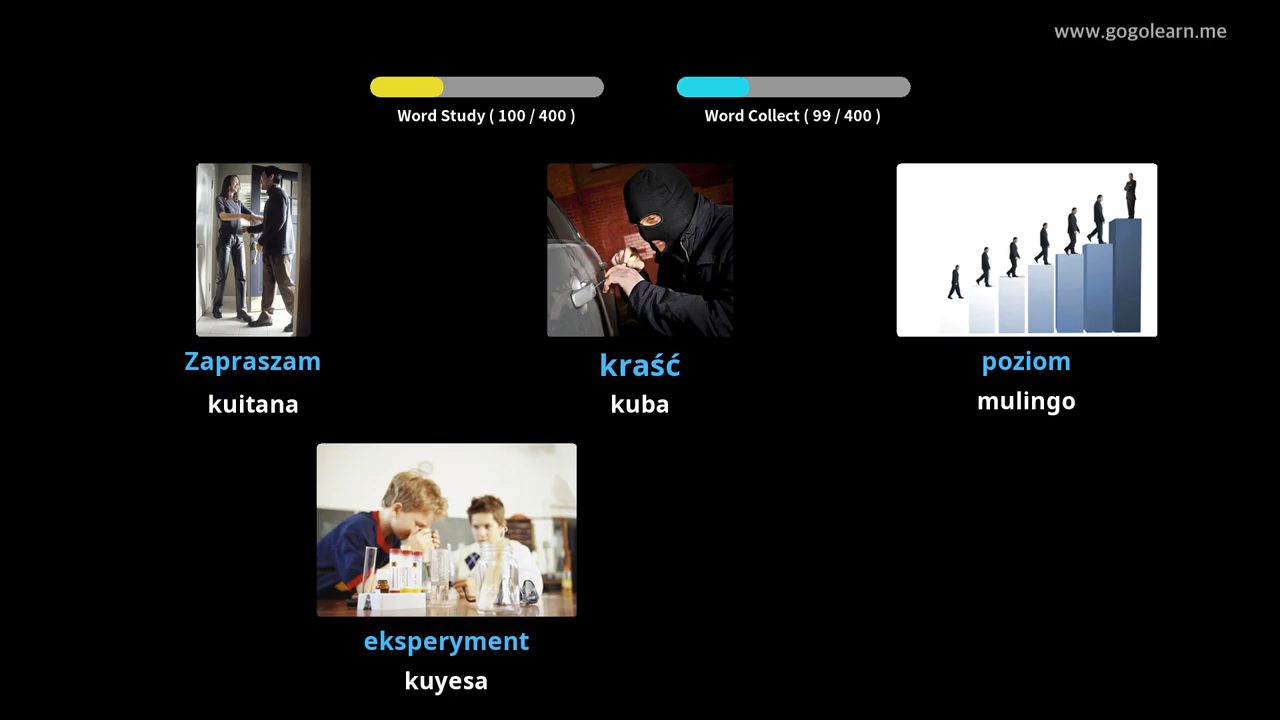 www.gogolearn.me
Word Study ( 100 / 400 )
Word Collect ( 99 / 400 )
Zapraszam
kuitana
kraść
kuba
poziom
mulingo
eksperyment
kuyesa